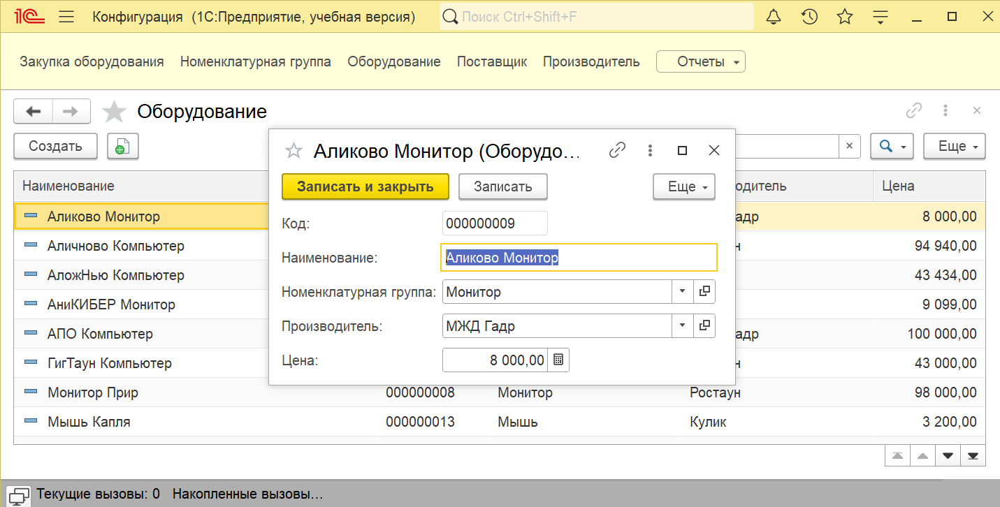 1С Конфигурация (1С:Предприятие, учебная версия) Поиск Ctrl+Shift+F
Закупка оборудования Номенклатурная группа Оборудование Поставщик Производитель Отчеты
Оборудование
Создать Еще
Аликово Монитор (Оборудо...
Записать и закрыть Записать Еще
Код: 000000009
Наименование: Аликово Монитор
Номенклатурная группа: Монитор
Производитель: МЖД Гадр
Цена: 8 000,00
Наименование одитель Цена
Аликово Монитор адр 8 000,00
Аличново Компьютер н 94 940,00
АложНью Компьютер 43 434,00
АниКИБЕР Монитор 9 099,00
АПО Компьютер адр 100 000,00
ГигТаун Компьютер н 43 000,00
Монитор Прир 000000008 Монитор Ростаун 98 000,00
Мышь Капля 000000013 Мышь Кулик 3 200,00
Текущие вызовы: 0 Накопленные вызовы...